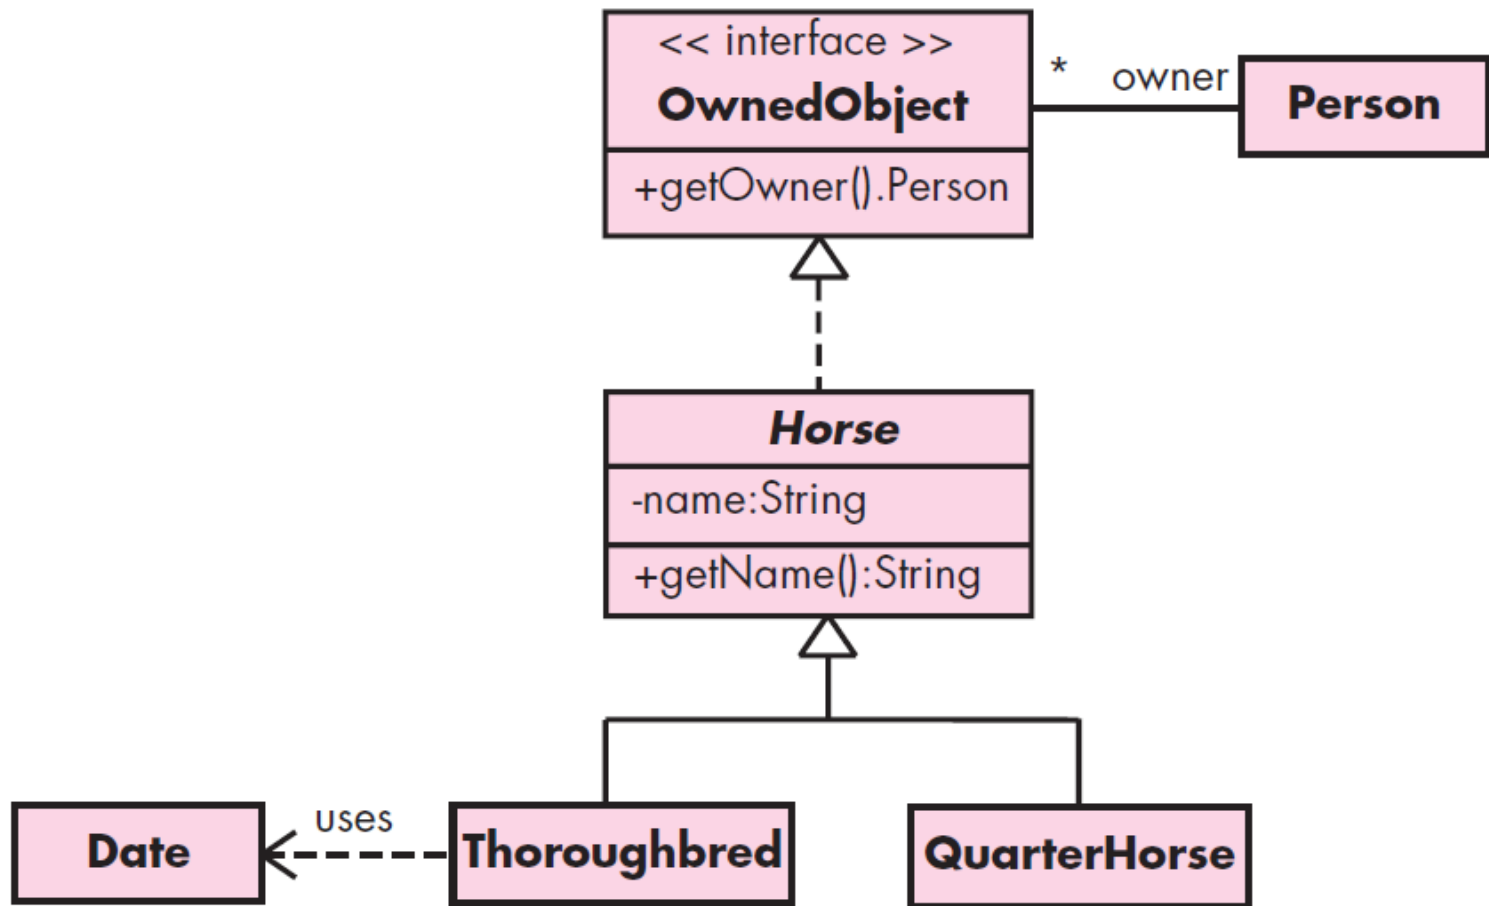 << interface >>
OwnedObject
* owner
Person
+getOwner().Person
Horse
-name:String
+getName():String
Date
uses
Thoroughbred
QuarterHorse